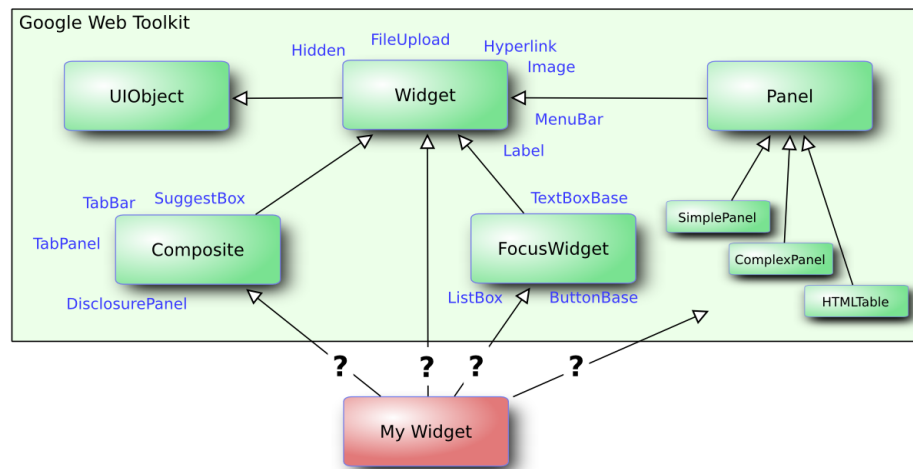 Google Web Toolkit
FileUpload
Hidden
Hyperlink
Image
UIObject
Widget
Panel
MenuBar
Label
TabBar
SuggestBox
TextBoxBase
SimplePanel
TabPanel
Composite
FocusWidget
ComplexPanel
DisclosurePanel
ListBox
ButtonBase
HTMLTable
?
?
?
?
My Widget